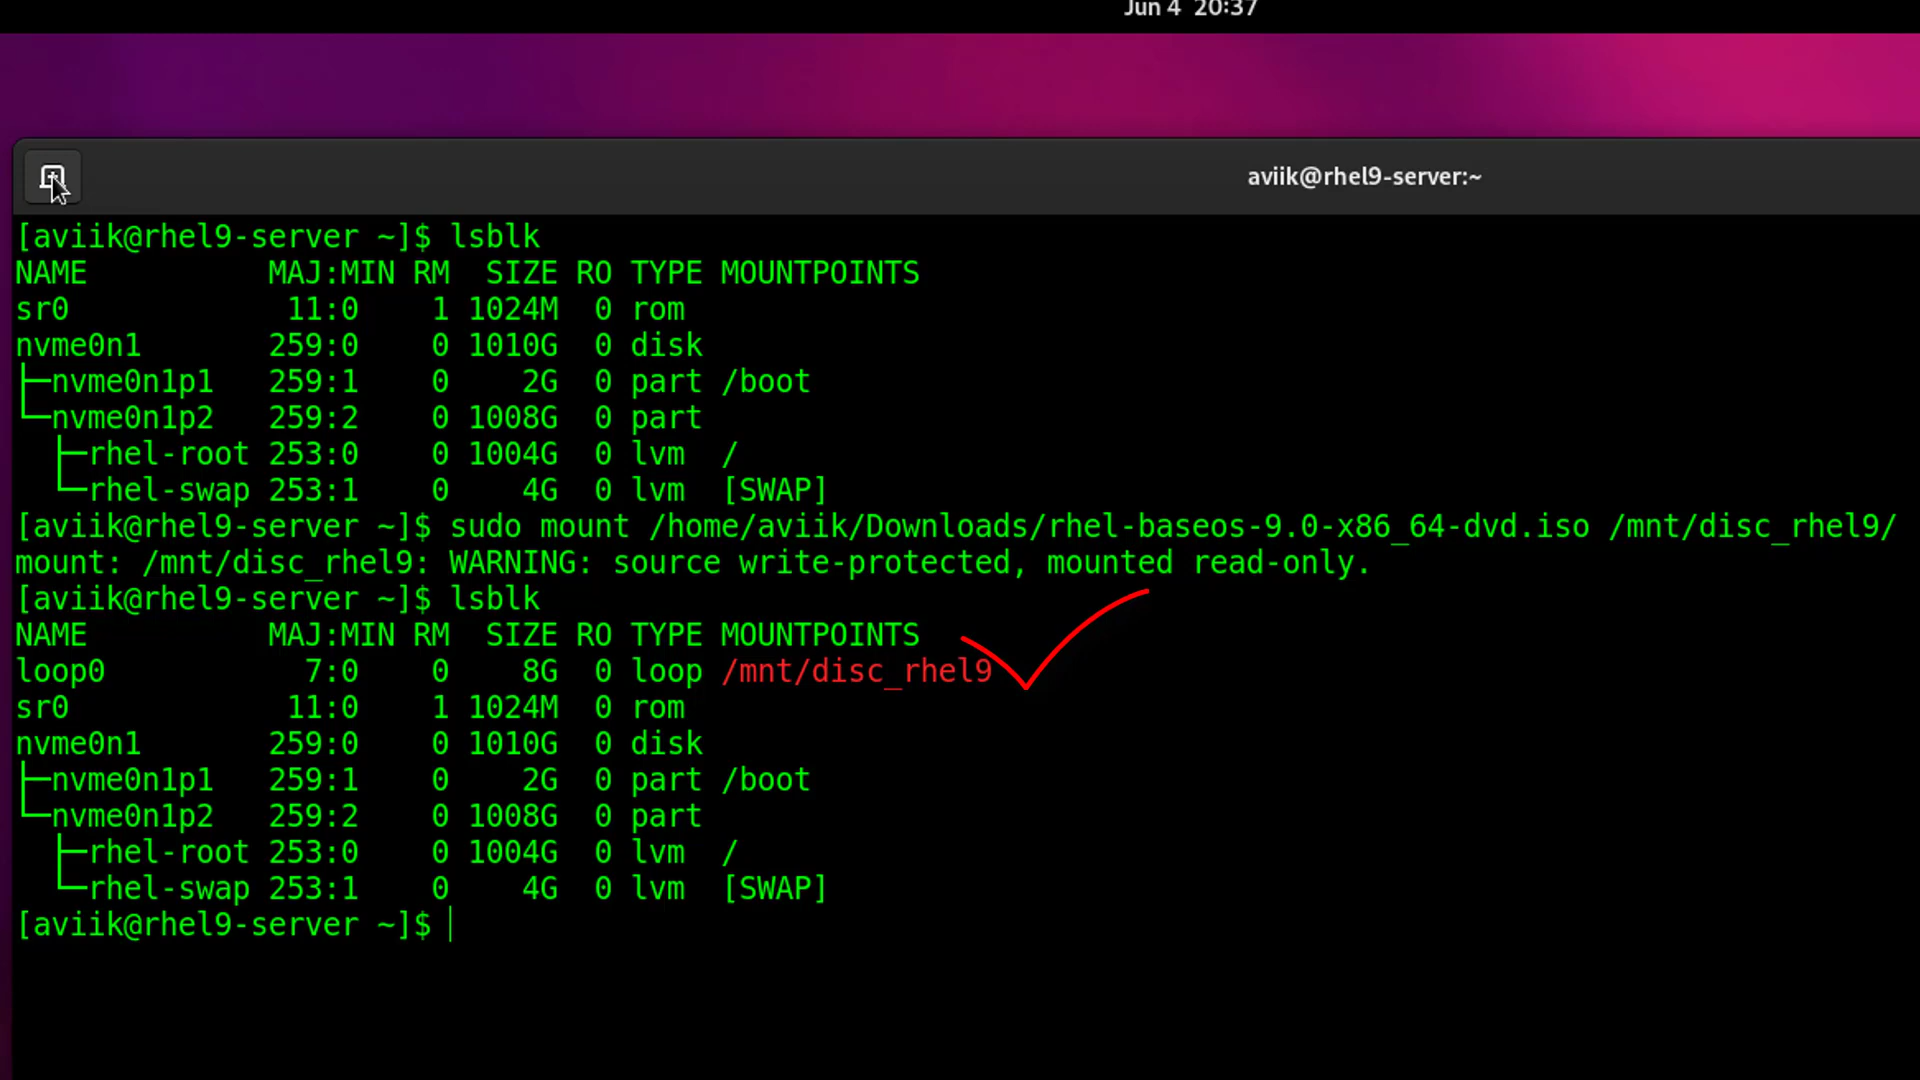 Jun 4  20:37
aviik@rhel9-server:~
[aviik@rhel9-server ~]$ lsblk
NAME          MAJ:MIN RM  SIZE RO TYPE MOUNTPOINTS
sr0            11:0    1 1024M  0 rom
nvme0n1       259:0    0 1010G  0 disk
├─nvme0n1p1   259:1    0    2G  0 part /boot
└─nvme0n1p2   259:2    0 1008G  0 part
  ├─rhel-root 253:0    0 1004G  0 lvm  /
  └─rhel-swap 253:1    0    4G  0 lvm  [SWAP]
[aviik@rhel9-server ~]$ sudo mount /home/aviik/Downloads/rhel-baseos-9.0-x86_64-dvd.iso /mnt/disc_rhel9/
mount: /mnt/disc_rhel9: WARNING: source write-protected, mounted read-only.
[aviik@rhel9-server ~]$ lsblk
NAME          MAJ:MIN RM  SIZE RO TYPE MOUNTPOINTS
loop0           7:0    0    8G  0 loop /mnt/disc_rhel9
sr0            11:0    1 1024M  0 rom
nvme0n1       259:0    0 1010G  0 disk
├─nvme0n1p1   259:1    0    2G  0 part /boot
└─nvme0n1p2   259:2    0 1008G  0 part
  ├─rhel-root 253:0    0 1004G  0 lvm  /
  └─rhel-swap 253:1    0    4G  0 lvm  [SWAP]
[aviik@rhel9-server ~]$